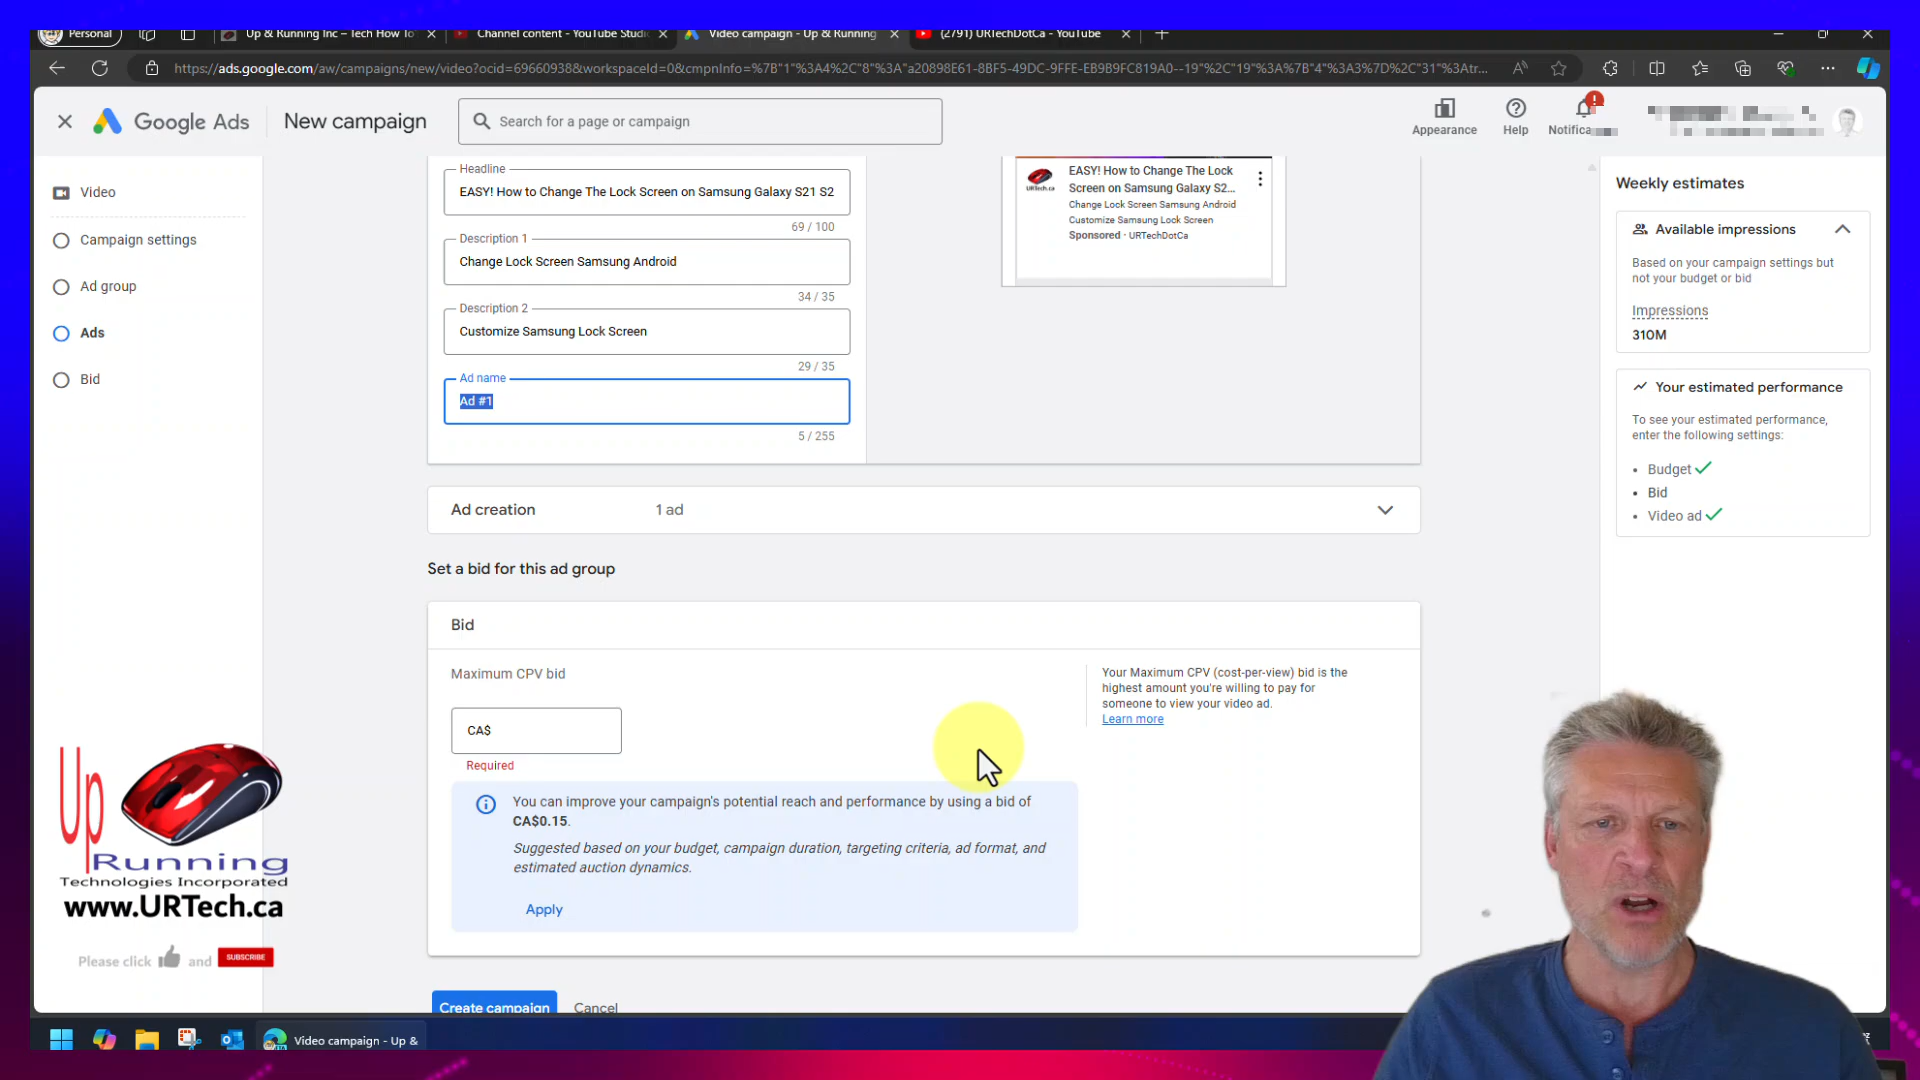 Personal
Up & Running Inc – Tech How To
Channel content - YouTube Studio
Video campaign - Up & Running
(2791) URTechDotCa - YouTube
https://ads.google.com/aw/campaigns/new/video?ocid=69660938&workspaceId=0&cmpnInfo=%7B"1"%3A4%2C"8"%3A"a20898E61-8BF5-49DC-9FFE-EB9B9FC819A0--19"%2C"19"%3A%7B"4"%3A3%7D%2C"31"%3Atr...
Google Ads
New campaign
Search for a page or campaign
Appearance
Help
Notifica
Video
Campaign settings
Ad group
Ads
Bid
Headline
EASY! How to Change The Lock Screen on Samsung Galaxy S21 S2
69 / 100
Description 1
Change Lock Screen Samsung Android
34 / 35
Description 2
Customize Samsung Lock Screen
29 / 35
Ad name
Ad #1
5 / 255
URTech.ca
EASY! How to Change The Lock
Screen on Samsung Galaxy S2...
Change Lock Screen Samsung Android
Customize Samsung Lock Screen
Sponsored · URTechDotCa
Ad creation
1 ad
Set a bid for this ad group
Bid
Maximum CPV bid
CA$
Required
You can improve your campaign's potential reach and performance by using a bid of
CA$0.15.
Suggested based on your budget, campaign duration, targeting criteria, ad format, and
estimated auction dynamics.
Apply
Your Maximum CPV (cost-per-view) bid is the
highest amount you're willing to pay for
someone to view your video ad.
Learn more
Create campaign
Cancel
Weekly estimates
Available impressions
Based on your campaign settings but
not your budget or bid
Impressions
310M
Your estimated performance
To see your estimated performance,
enter the following settings:
Budget
Bid
Video ad
Up
Running
Technologies Incorporated
www.URTech.ca
Please click and SUBSCRIBE
Video campaign - Up &